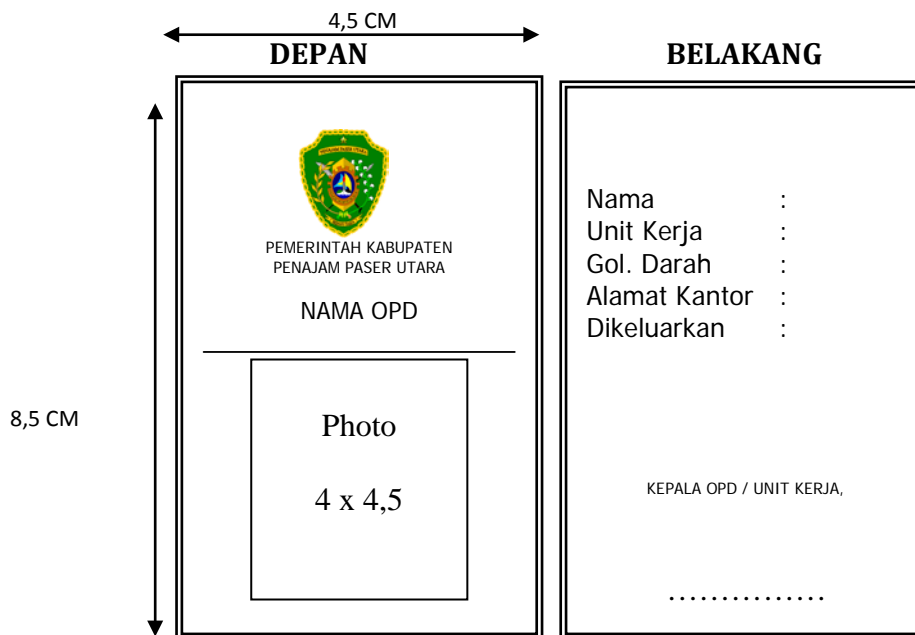 4,5 CM
DEPAN
BELAKANG
PEMERINTAH KABUPATEN
PENAJAM PASER UTARA
NAMA OPD
8,5 CM
Photo
4 x 4,5
Nama :
Unit Kerja :
Gol. Darah :
Alamat Kantor :
Dikeluarkan :
KEPALA OPD / UNIT KERJA,
……………